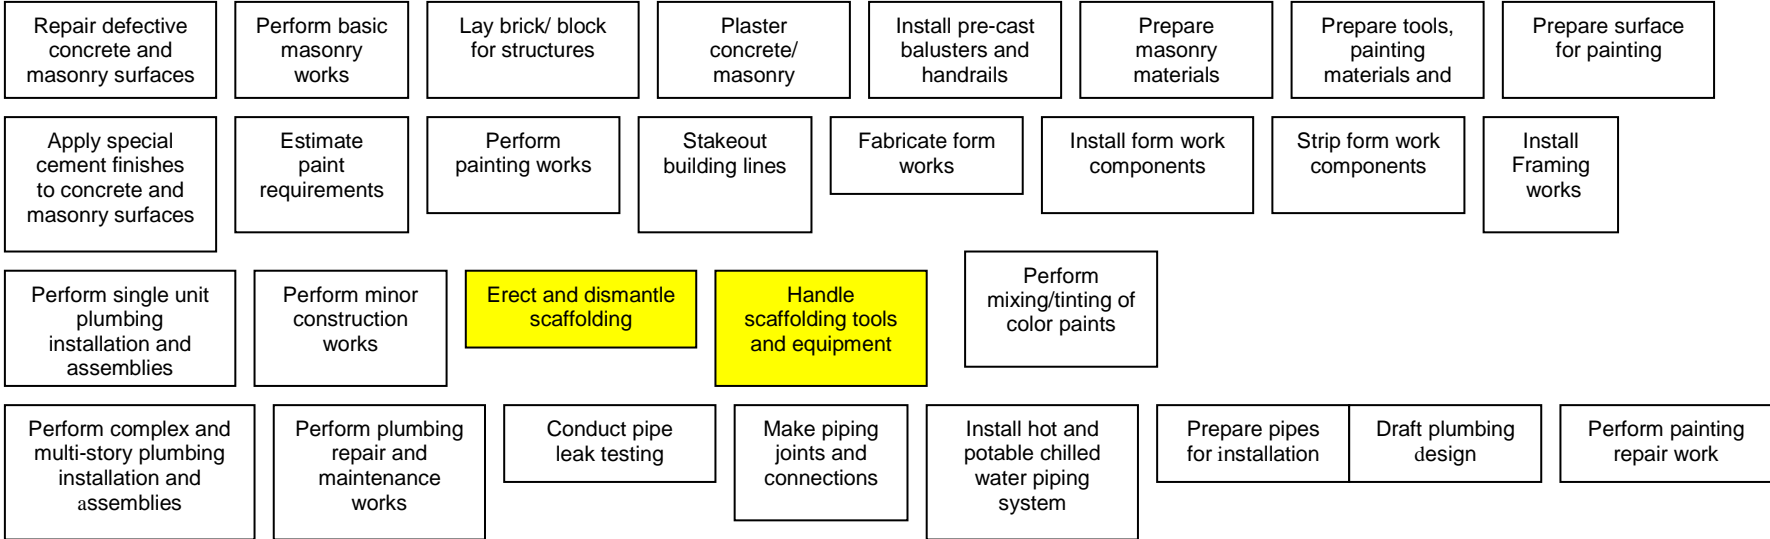 Repair defective
concrete and
masonry surfaces
Perform basic
masonry
works
Lay brick/ block
for structures
Plaster
concrete/
masonry
Install pre-cast
balusters and
handrails
Prepare
masonry
materials
Prepare tools,
painting
materials and
Prepare surface
for painting
Apply special
cement finishes
to concrete and
masonry surfaces
Estimate
paint
requirements
Perform
painting works
Stakeout
building lines
Fabricate form
works
Install form work
components
Strip form work
components
Install
Framing
works
Perform single unit
plumbing
installation and
assemblies
Perform minor
construction
works
Erect and dismantle
scaffolding
Handle
scaffolding tools
and equipment
Perform
mixing/tinting of
color paints
Perform complex and
multi-story plumbing
installation and
assemblies
Perform plumbing
repair and
maintenance
works
Conduct pipe
leak testing
Make piping
joints and
connections
Install hot and
potable chilled
water piping
system
Prepare pipes
for installation
Draft plumbing
design
Perform painting
repair work